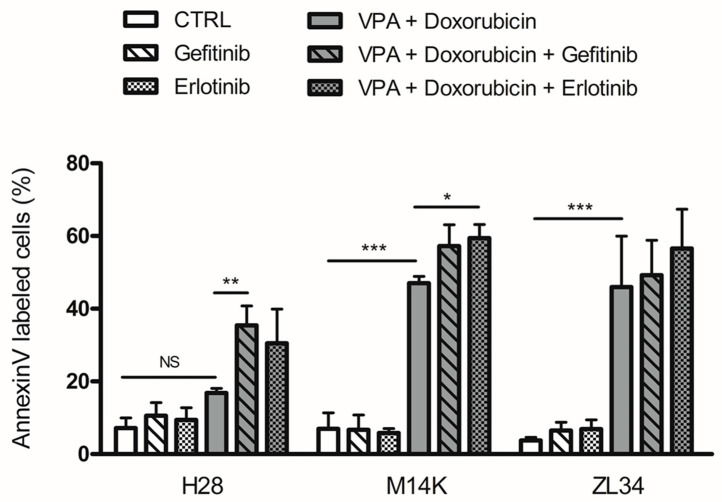 CTRL
Gefitinib
Erlotinib
VPA + Doxorubicin
VPA + Doxorubicin + Gefitinib
VPA + Doxorubicin + Erlotinib
AnnexinV labeled cells (%)
80
60
40
20
0
NS
**
***
*
***
H28
M14K
ZL34